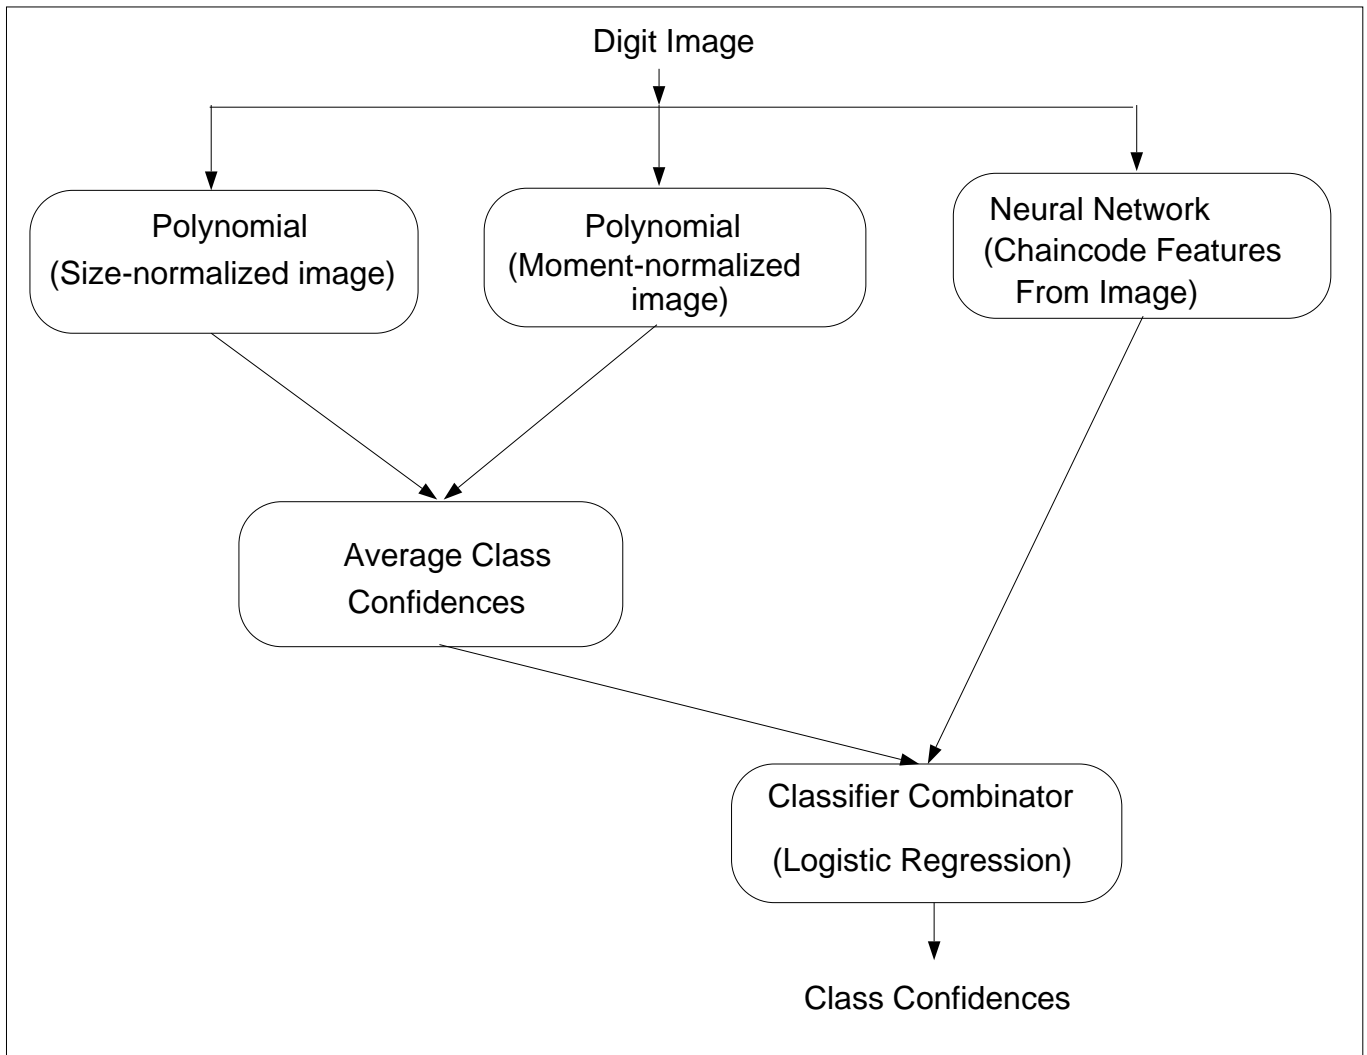 Digit Image
Polynomial
(Size-normalized image)
Polynomial
(Moment-normalized
image)
Neural Network
(Chaincode Features
From Image)
Average Class
Confidences
Classifier Combinator
(Logistic Regression)
Class Confidences